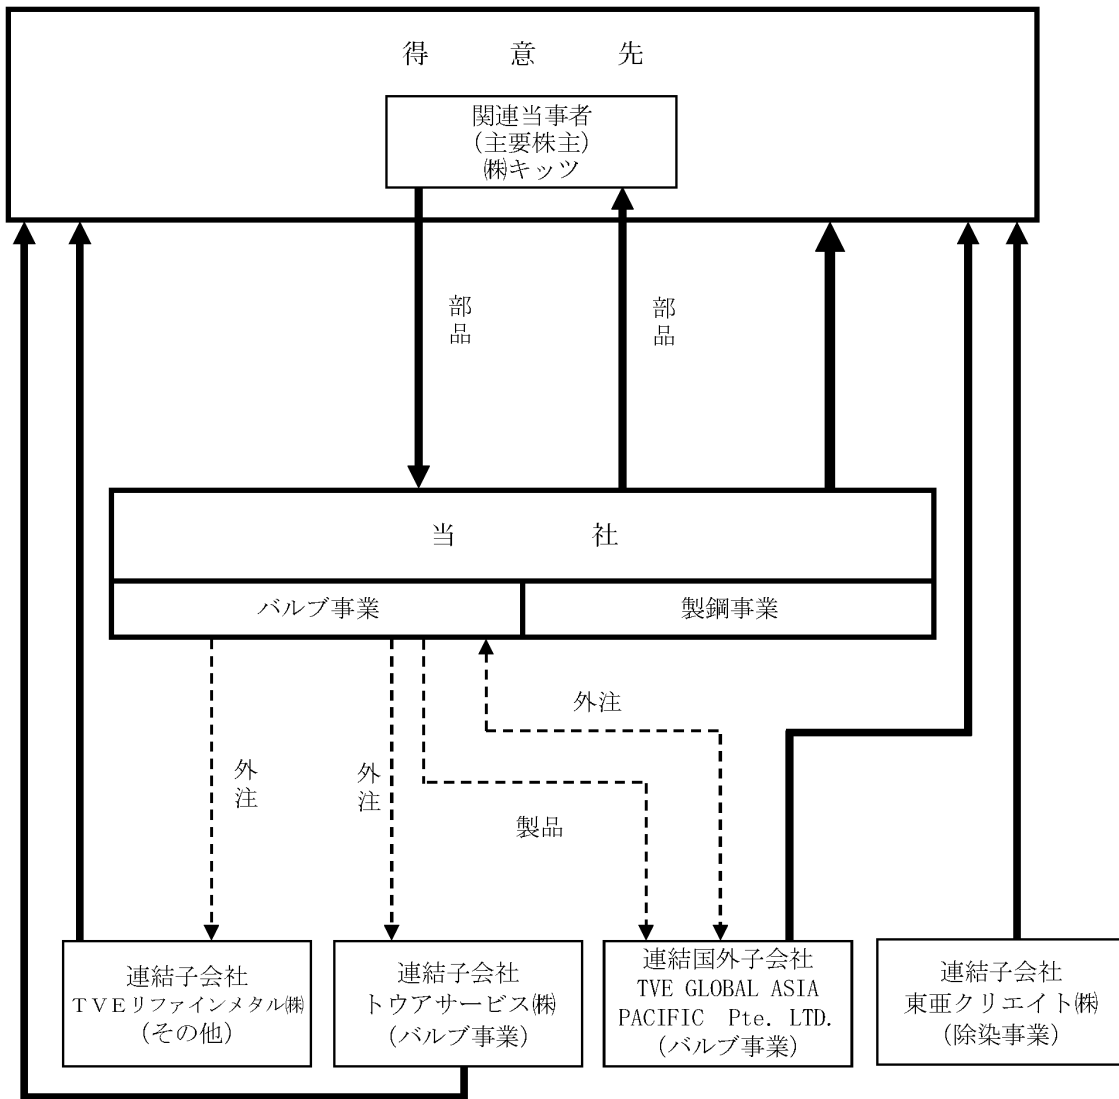 得意先
関連当事者
(主要株主)
㈱キッツ
部品
部品
当社
バルブ事業
製鋼事業
外注
外注
外注
製品
連結子会社
ＴＶＥリファインメタル㈱
(その他)
連結子会社
トウアサービス㈱
(バルブ事業)
連結国外子会社
TVE GLOBAL ASIA
PACIFIC Pte. LTD.
(バルブ事業)
連結子会社
東亜クリエイト㈱
(除染事業)